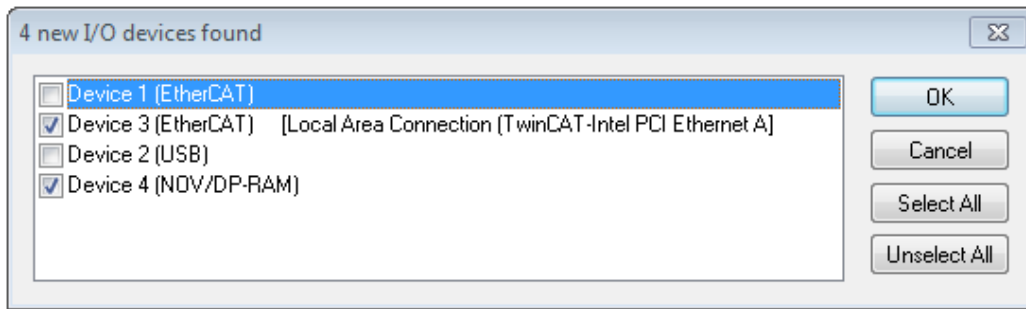 4 new I/O devices found
Device 1 (EtherCAT)
Device 3 (EtherCAT) [Local Area Connection (TwinCAT-Intel PCI Ethernet A]
Device 2 (USB)
Device 4 (NOV/DP-RAM)
OK
Cancel
Select All
Unselect All